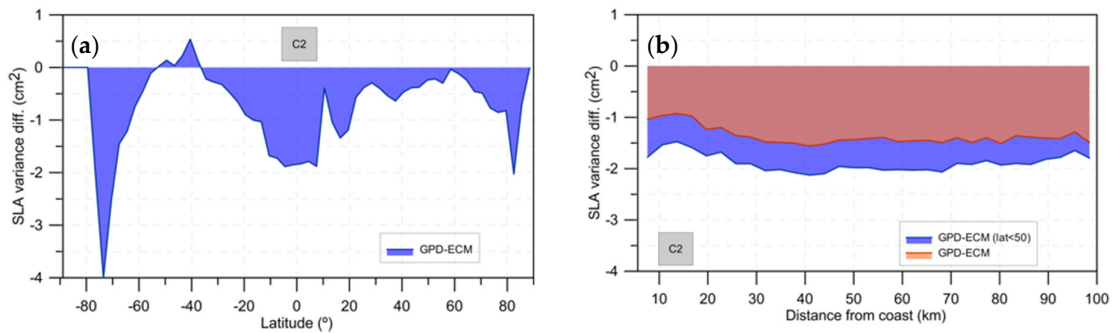 (a)
C2
1
0
-1
-2
-3
-4
SLA variance diff. (cm2)
GPD-ECM
-80 -60 -40 -20 0 20 40 60 80
Latitude (º)
(b)
1
0
-1
-2
-3
-4
SLA variance diff. (cm2)
C2
GPD-ECM (lat<50)
GPD-ECM
10 20 30 40 50 60 70 80 90 100
Distance from coast (km)